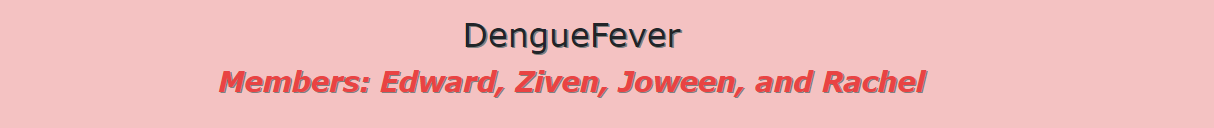 DengueFever
Members: Edward, Ziven, Joween, and Rachel